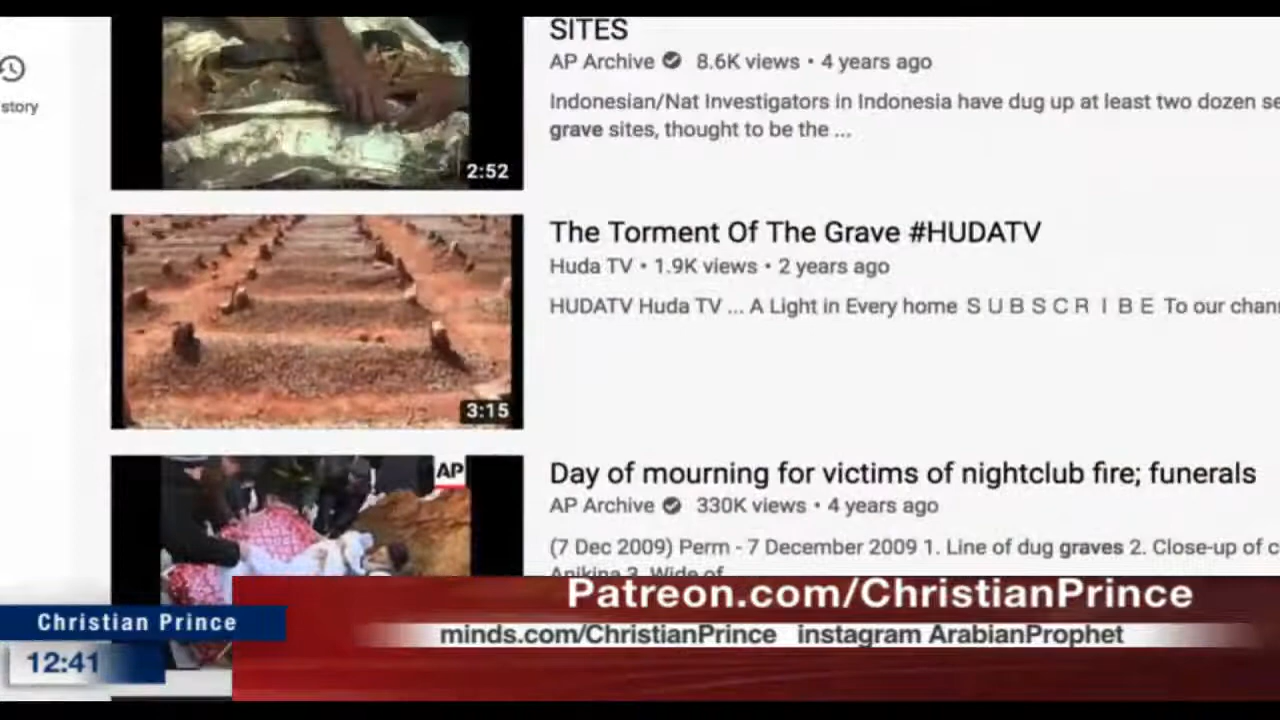 SITES
AP Archive 8.6K views • 4 years ago
story
Indonesian/Nat Investigators in Indonesia have dug up at least two dozen se
grave sites, thought to be the ...
2:52
The Torment Of The Grave #HUDATV
Huda TV • 1.9K views • 2 years ago
HUDATV Huda TV ... A Light in Every home S U B S C R I B E To our chan
3:15
AP
Day of mourning for victims of nightclub fire; funerals
AP Archive 330K views • 4 years ago
(7 Dec 2009) Perm - 7 December 2009 1. Line of dug graves 2. Close-up of c
Anikina 3. Wide of
Patreon.com/ChristianPrince
Christian Prince
minds.com/ChristianPrince instagram ArabianProphet
12:41